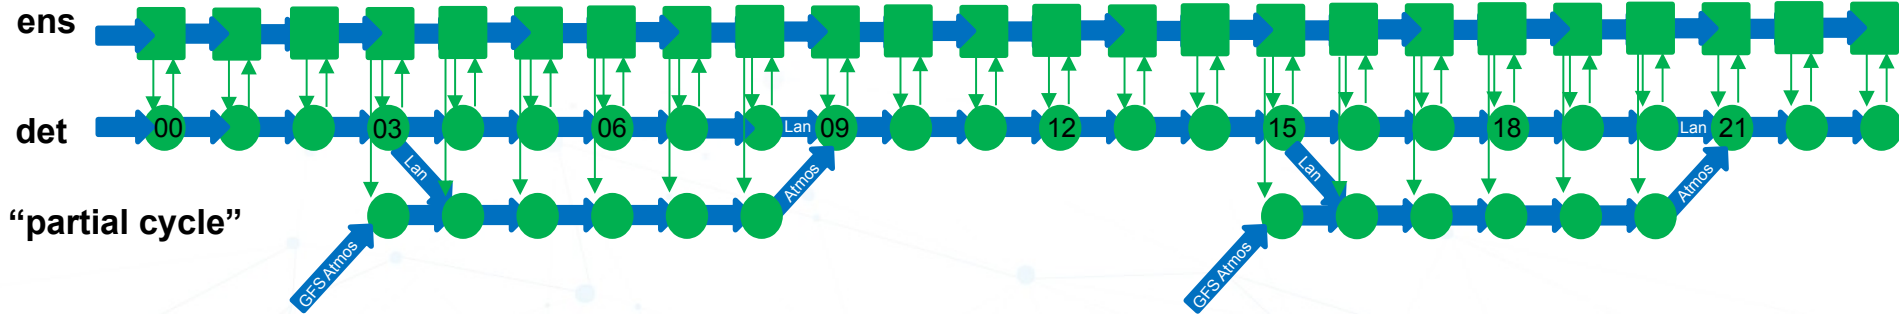 ens
det
00
03
06
Lan
09
12
15
18
Lan
21
Lan
Atmos
Lan
Atmos
“partial cycle”
GFS Atmos
GFS Atmos